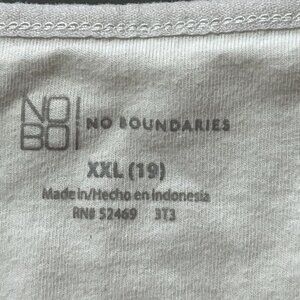 NO
BO
NO BOUNDARIES
XXL (19)
Made in/Hecho en Indonesia
RN# 52469 3T3